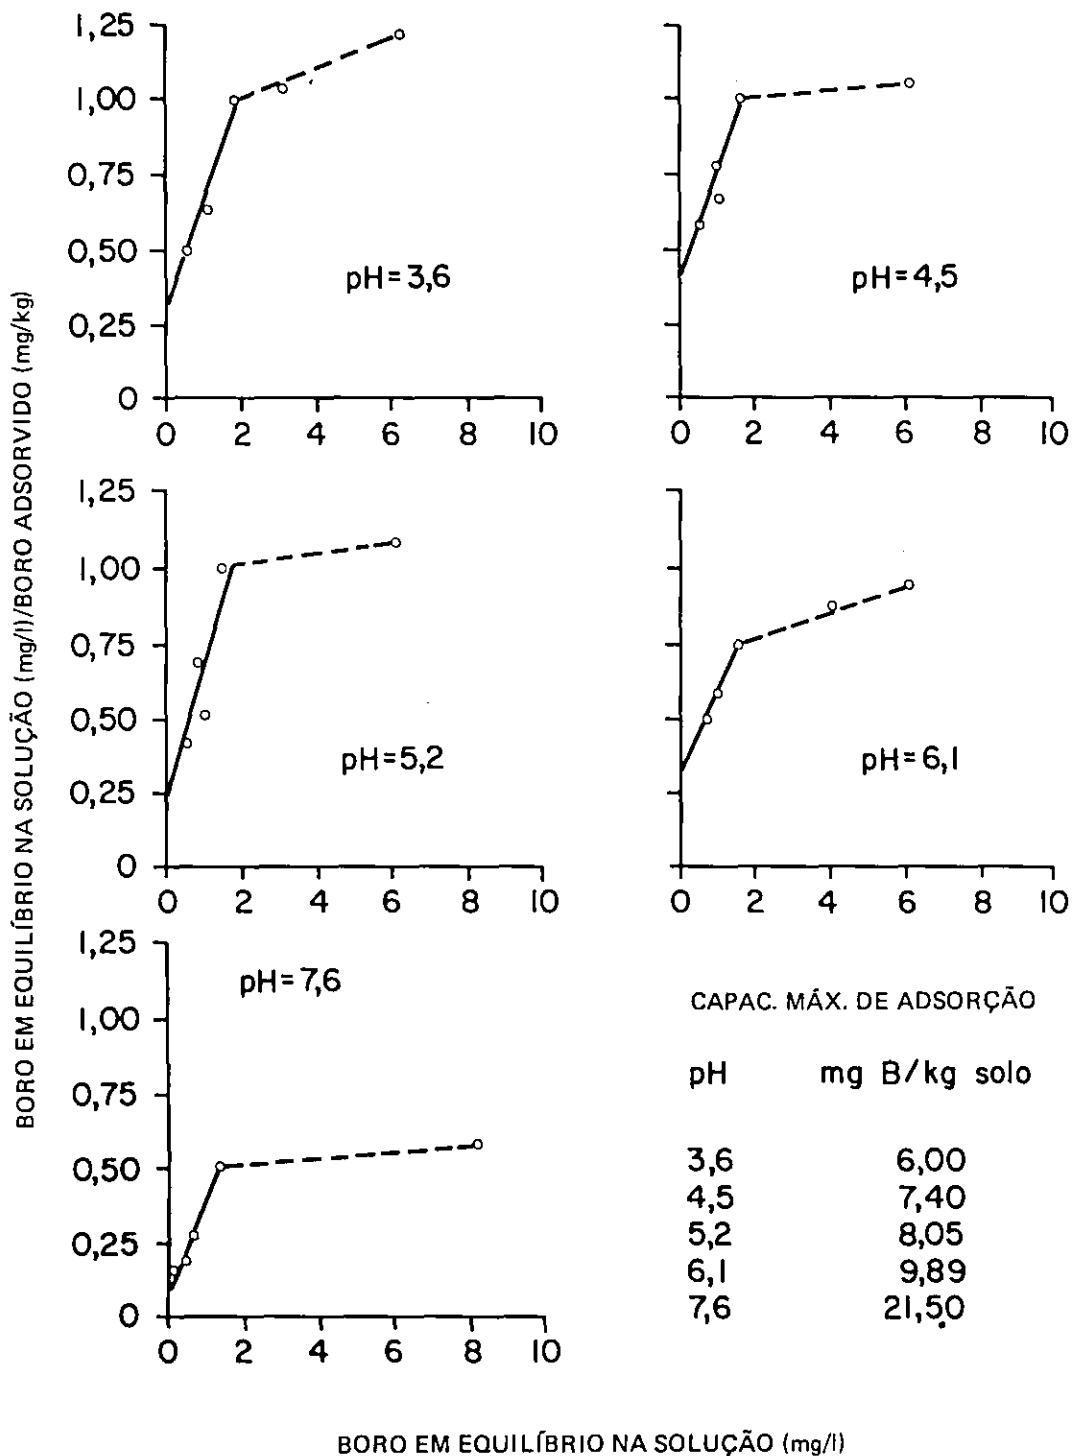 BORO EM EQUILÍBRIO NA SOLUÇÃO (mg/l)/BORO ADSORVIDO (mg/kg)
1,25
1,00
0,75
0,50
0,25
0
pH=3,6
0 2 4 6 8 10
pH=4,5
0 2 4 6 8 10
1,25
1,00
0,75
0,50
0,25
0
pH=5,2
0 2 4 6 8 10
pH=6,1
0 2 4 6 8 10
1,25
1,00
0,75
0,50
0,25
0
pH=7,6
0 2 4 6 8 10
CAPAC. MÁX. DE ADSORÇÃO
pH mg B/kg solo
3,6 6,00
4,5 7,40
5,2 8,05
6,1 9,89
7,6 21,50
BORO EM EQUILÍBRIO NA SOLUÇÃO (mg/l)